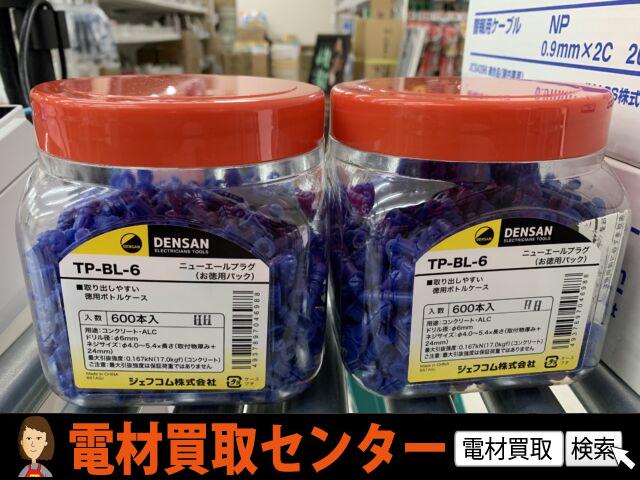 警報用ケーブル NP
0.9mm×2C
DENSAN
DENSAN
ELECTRICIANS TOOLS
TP-BL-6
ニューエールプラグ
(お徳用パック)
■取り出しやすい
徳用ボトルケース
入数 600本入
用途:コンクリート・ALC
ドリル径:φ6mm
ネジサイズ:φ4.0〜5.4×長さ(取付物厚み+
24mm)
最大引抜強度:0.167kN(17.0kgf)(コンクリート)
ご注意:最大引抜強度は保証荷重ではありません
Made in CHINA
ジェフコム株式会社
4937897046988
ケース
フタ
DENSAN
DENSAN
ELECTRICIANS TOOLS
TP-BL-6
ニューエールプラグ
(お徳用パック)
■取り出しやすい
徳用ボトルケース
入数 600本入
用途:コンクリート・ALC
ドリル径:φ6mm
ネジサイズ:φ4.0〜5.4×長さ(取付物厚み+
24mm)
最大引抜強度:0.167kN(17.0kgf)(コンクリート)
ご注意:最大引抜強度は保証荷重ではありません
Made in CHINA
ジェフコム株式会社
ケース
フタ
電材買取センター 電材買取 検索